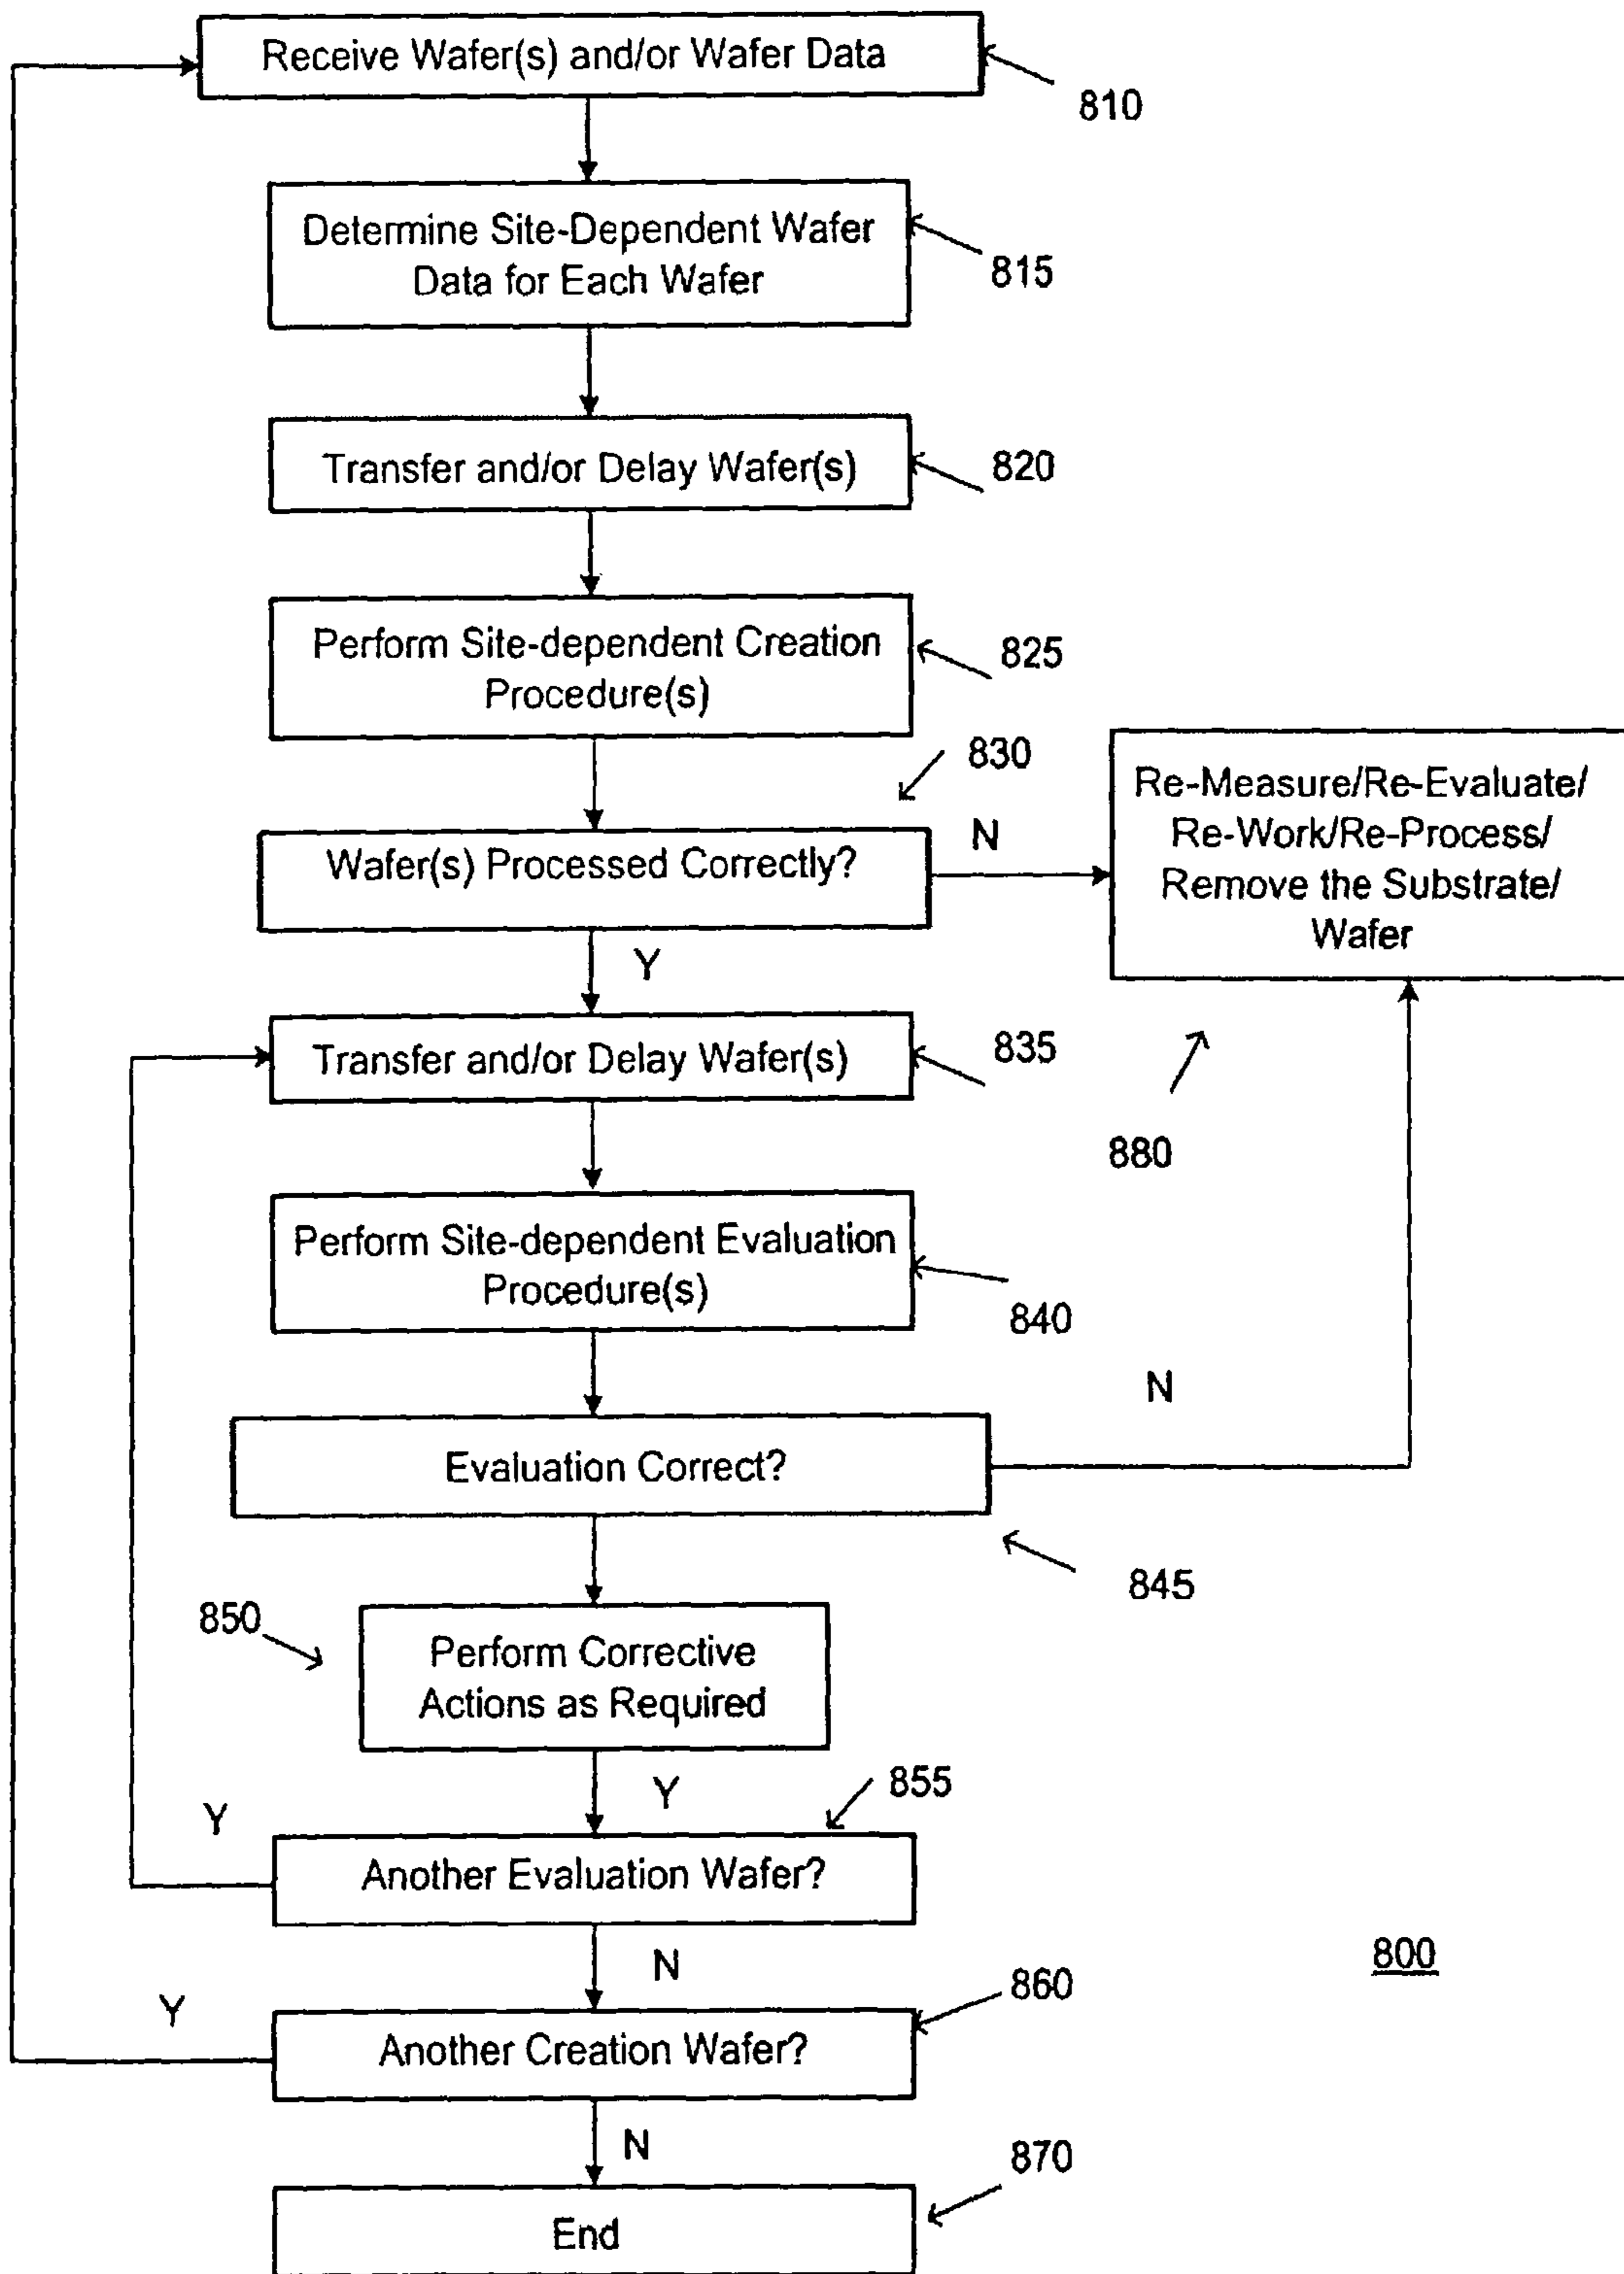 Receive Wafer(s) and/or Wafer Data
810
Determine Site-Dependent Wafer
Data for Each Wafer
815
Transfer and/or Delay Wafer(s)
820
Perform Site-dependent Creation
Procedure(s)
825
830
Wafer(s) Processed Correctly?
N
Re-Measure/Re-Evaluate/
Re-Work/Re-Process/
Remove the Substrate/
Wafer
880
Y
Transfer and/or Delay Wafer(s)
835
Perform Site-dependent Evaluation
Procedure(s)
840
N
Evaluation Correct?
845
850
Perform Corrective
Actions as Required
Y
855
Y
Another Evaluation Wafer?
N
860
Y
Another Creation Wafer?
N
870
End
800